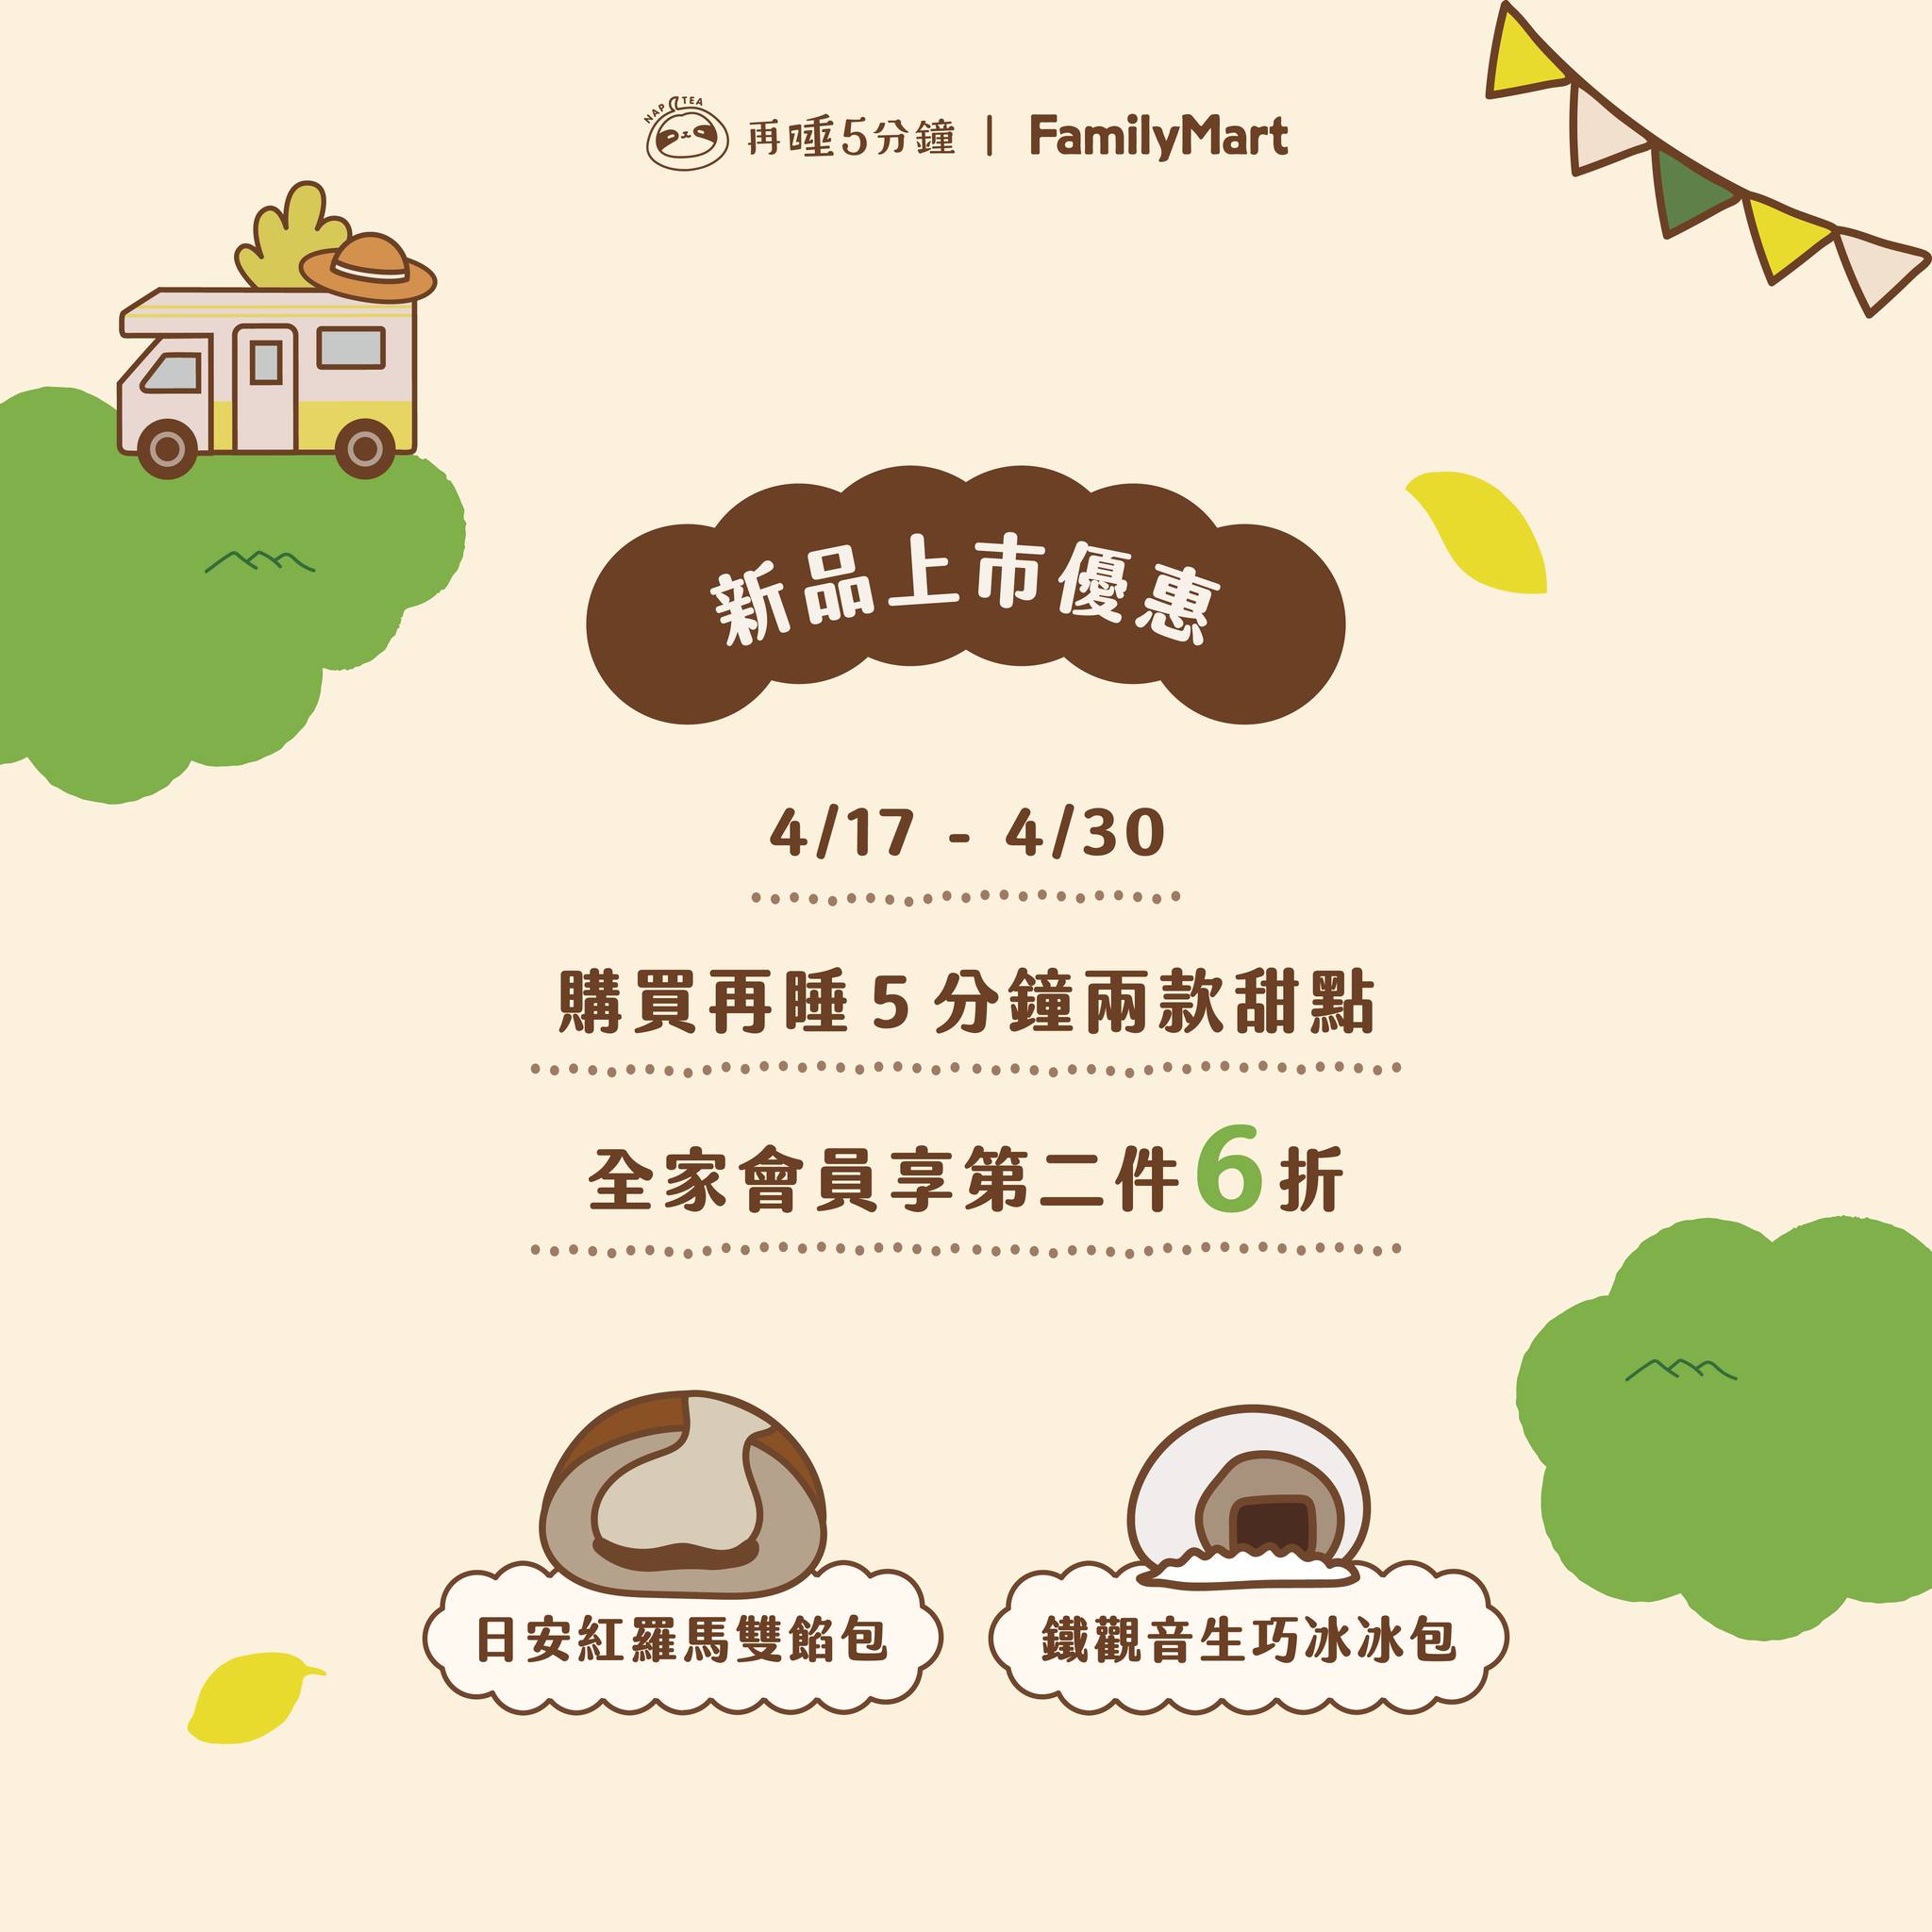 NAP TEA
再睡5分鐘 | FamilyMart
新品上市優惠
4/17 - 4/30
購買再睡5分鐘兩款甜點
全家會員享第二件6折
日安紅羅馬雙餡包
鐵觀音生巧冰冰包